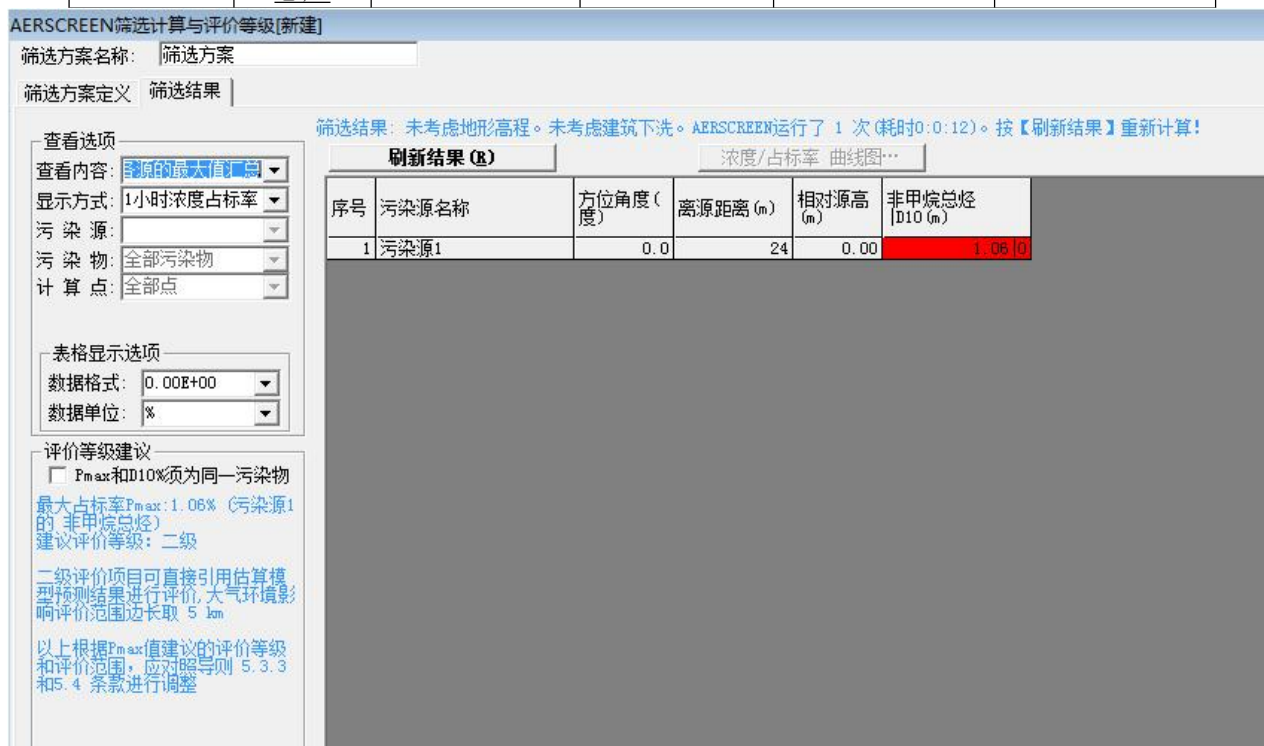 AERSCREEN筛选计算与评价等级[新建]
筛选方案名称: 筛选方案
筛选方案定义 筛选结果
筛选结果: 未考虑地形高程。未考虑建筑下洗。AERSCREEN运行了 1 次(耗时0:0:12)。按【刷新结果】重新计算!
刷新结果(R) 浓度/占标率 曲线图…
查看选项
查看内容: 各源的最大值汇总
显示方式: 1小时浓度占标率
污 染 源:
污 染 物: 全部污染物
计 算 点: 全部点
序号 污染源名称 方位角度(度) 离源距离(m) 相对源高(m) 非甲烷总烃|D10(m)
1 污染源1 0.0 24 0.00 1.06|0
表格显示选项
数据格式: 0.00E+00
数据单位: %
评价等级建议
Pmax和D10%须为同一污染物
最大占标率Pmax:1.06% (污染源1
的 非甲烷总烃)
建议评价等级: 二级
二级评价项目可直接引用估算模
型预测结果进行评价,大气环境影
响评价范围边长取 5 km
以上根据Pmax值建议的评价等级
和评价范围,应对照导则 5.3.3
和5.4 条款进行调整